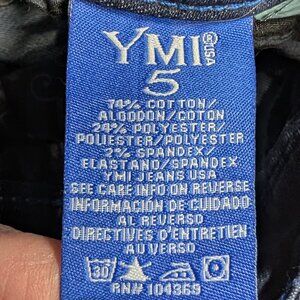 YMI® USA
5
74% COTTON/
ALGODON/COTON
24% POLYESTER/
POLIESTER/POLYESTER
2% SPANDEX/
ELASTANO/SPANDEX
YMI JEANS USA
SEE CARE INFO ON REVERSE
INFORMACIÓN DE CUIDADO
AL REVERSO
DIRECTIVES D'ENTRETIEN
AU VERSO
30
RN# 104369